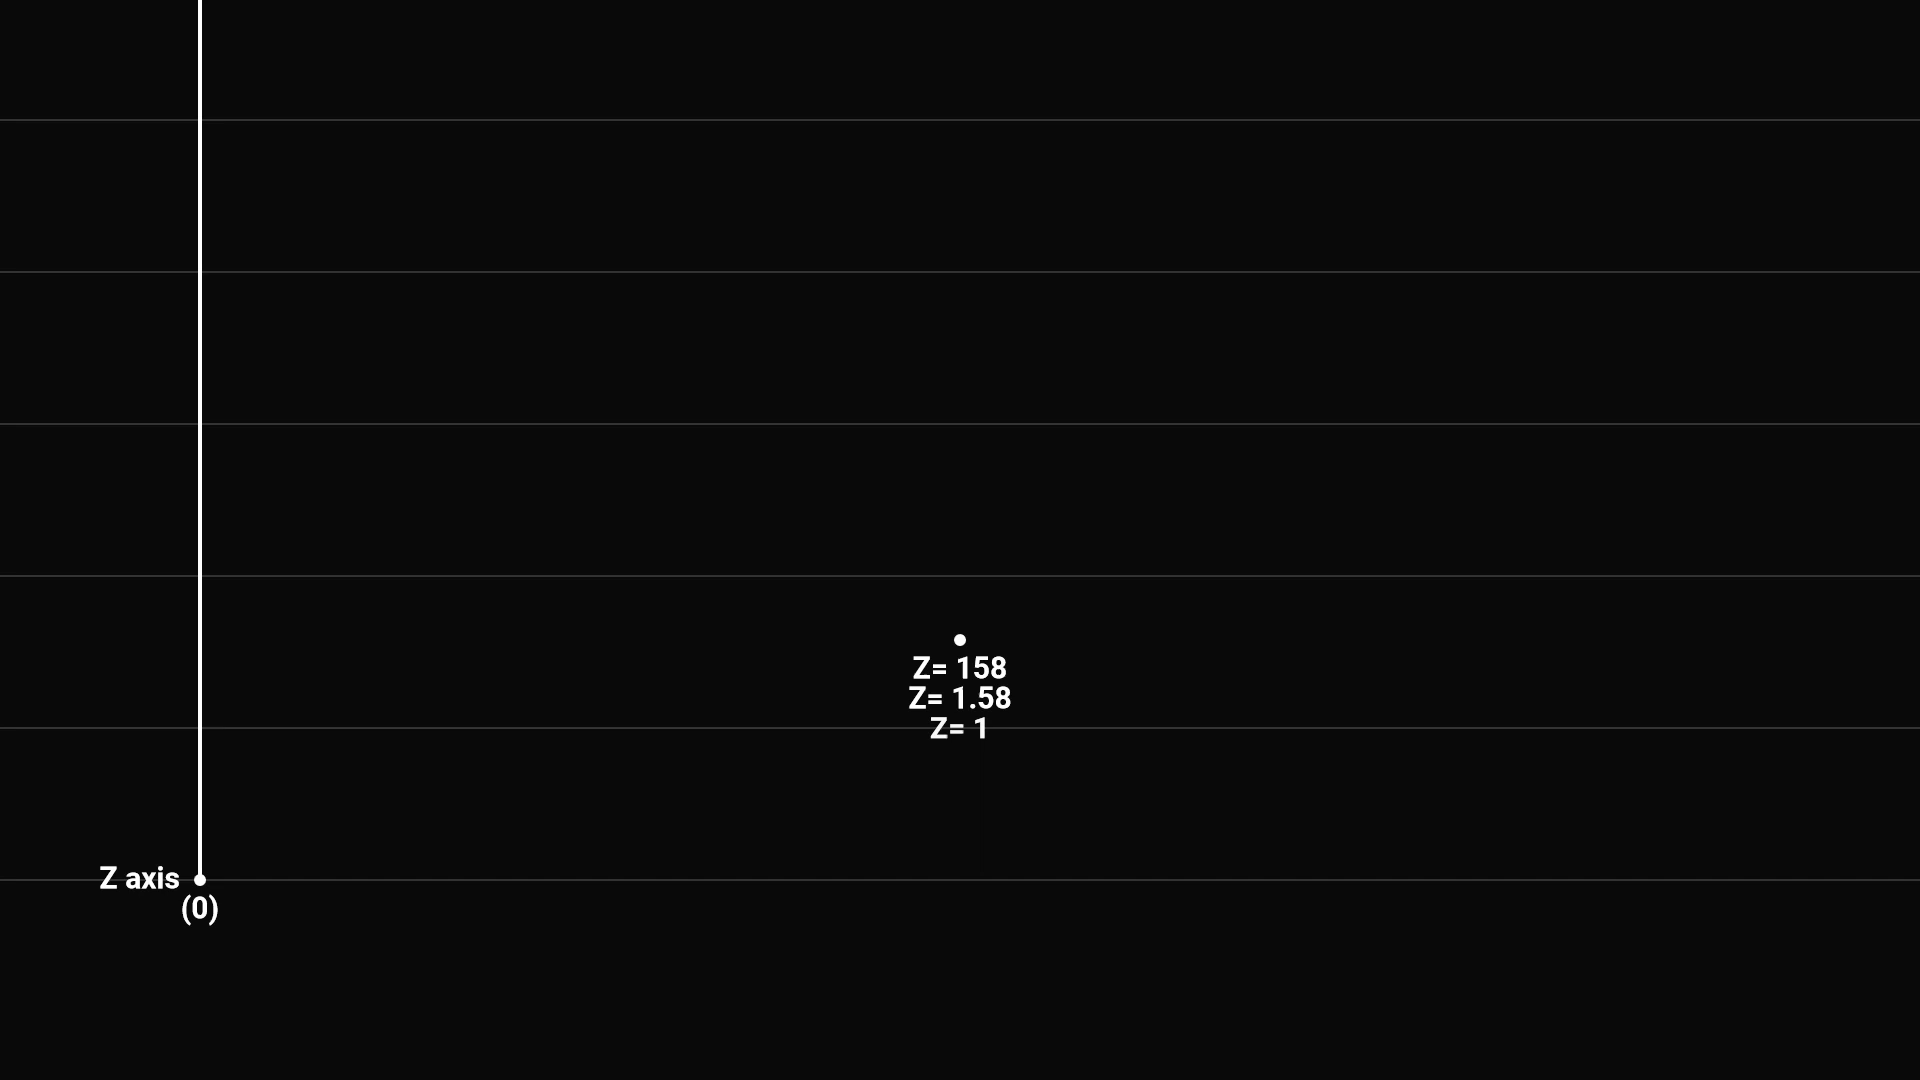 Z= 158
Z= 1.58
Z= 1
Z axis
(0)